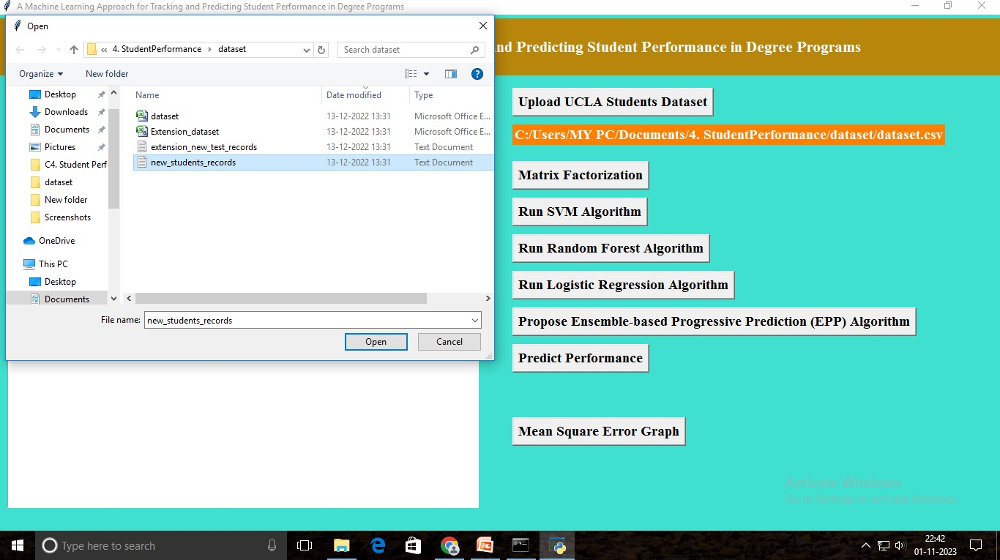 A Machine Learning Approach for Tracking and Predicting Student Performance in Degree Programs
Open
« 4. StudentPerformance › dataset
Search dataset
Organize
New folder
Desktop
Downloads
Documents
Pictures
C4. Student Perf
dataset
New folder
Screenshots
OneDrive
This PC
Desktop
Documents
Name Date modified Type
dataset 13-12-2022 13:31 Microsoft Office E...
Extension_dataset 13-12-2022 13:31 Microsoft Office E...
extension_new_test_records 13-12-2022 13:31 Text Document
new_students_records 13-12-2022 13:31 Text Document
File name: new_students_records
Open Cancel
nd Predicting Student Performance in Degree Programs
Upload UCLA Students Dataset
C:/Users/MY PC/Documents/4. StudentPerformance/dataset/dataset.csv
Matrix Factorization
Run SVM Algorithm
Run Random Forest Algorithm
Run Logistic Regression Algorithm
Propose Ensemble-based Progressive Prediction (EPP) Algorithm
Predict Performance
Mean Square Error Graph
Activate Windows
Go to Settings to activate Windows.
Type here to search
22:42
01-11-2023